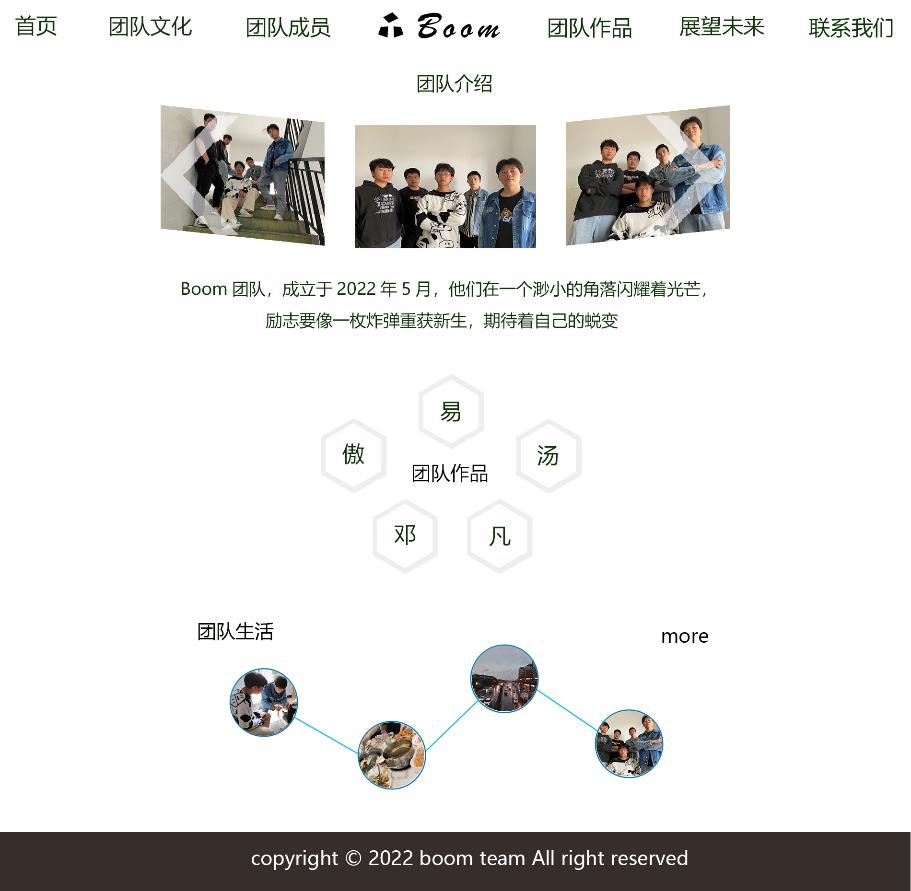 首页 团队文化 团队成员 Boom 团队作品 展望未来 联系我们
团队介绍
Boom 团队，成立于 2022 年 5 月，他们在一个渺小的角落闪耀着光芒，
励志要像一枚炸弹重获新生，期待着自己的蜕变
易
傲
汤
团队作品
邓
凡
团队生活
more
copyright © 2022 boom team All right reserved